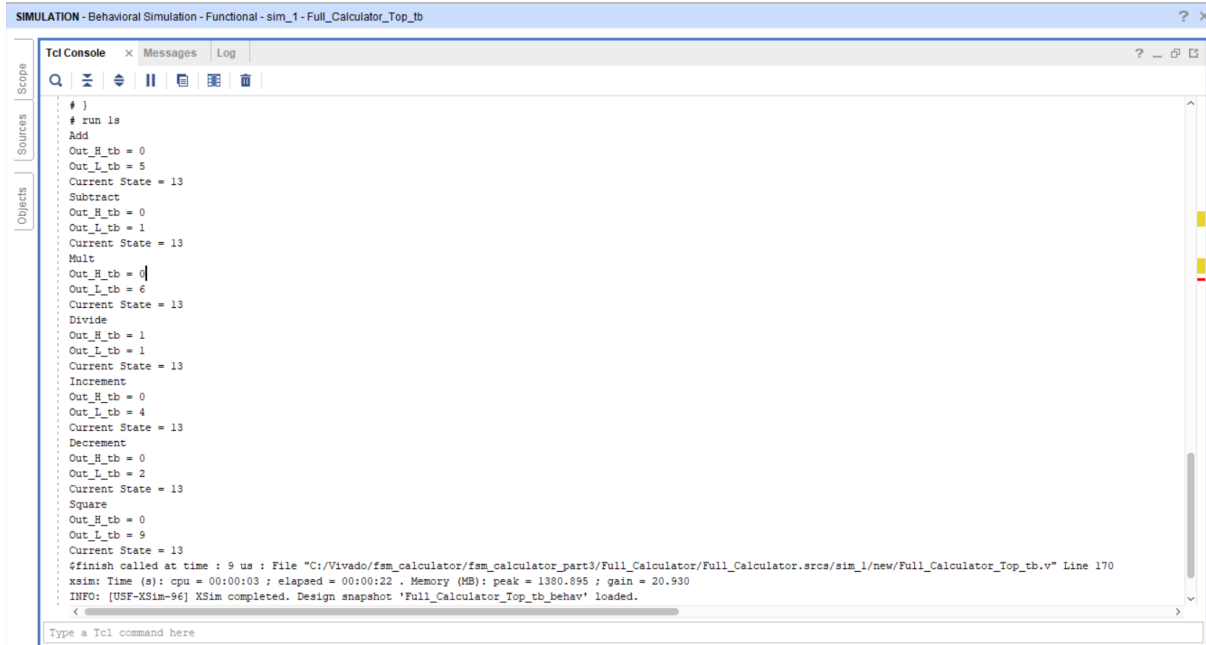 SIMULATION - Behavioral Simulation - Functional - sim_1 - Full_Calculator_Top_tb ? ×
Tcl Console × Messages Log ?
Scope
Sources
Objects
# }
# run 1s
Add
Out_H_tb = 0
Out_L_tb = 5
Current State = 13
Subtract
Out_H_tb = 0
Out_L_tb = 1
Current State = 13
Mult
Out_H_tb = 0
Out_L_tb = 6
Current State = 13
Divide
Out_H_tb = 1
Out_L_tb = 1
Current State = 13
Increment
Out_H_tb = 0
Out_L_tb = 4
Current State = 13
Decrement
Out_H_tb = 0
Out_L_tb = 2
Current State = 13
Square
Out_H_tb = 0
Out_L_tb = 9
Current State = 13
$finish called at time : 9 us : File "C:/Vivado/fsm_calculator/fsm_calculator_part3/Full_Calculator/Full_Calculator.srcs/sim_1/new/Full_Calculator_Top_tb.v" Line 170
xsim: Time (s): cpu = 00:00:03 ; elapsed = 00:00:22 . Memory (MB): peak = 1380.895 ; gain = 20.930
INFO: [USF-XSim-96] XSim completed. Design snapshot 'Full_Calculator_Top_tb_behav' loaded.
Type a Tcl command here